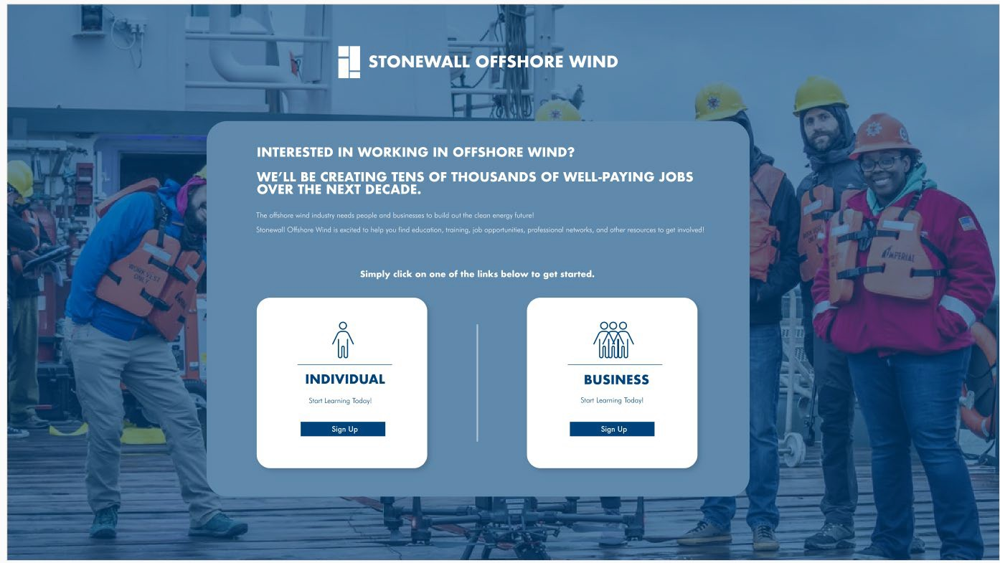 STONEWALL OFFSHORE WIND
INTERESTED IN WORKING IN OFFSHORE WIND?
WE'LL BE CREATING TENS OF THOUSANDS OF WELL-PAYING JOBS
OVER THE NEXT DECADE.
The offshore wind industry needs people and businesses to build out the clean energy future!
Stonewall Offshore Wind is excited to help you find education, training, job opportunities, professional networks, and other resources to get involved!
Simply click on one of the links below to get started.
INDIVIDUAL
Start Learning Today!
Sign Up
BUSINESS
Start Learning Today!
Sign Up
WORK VEST
ONLY
WORK VEST
ONLY
IMPERIAL